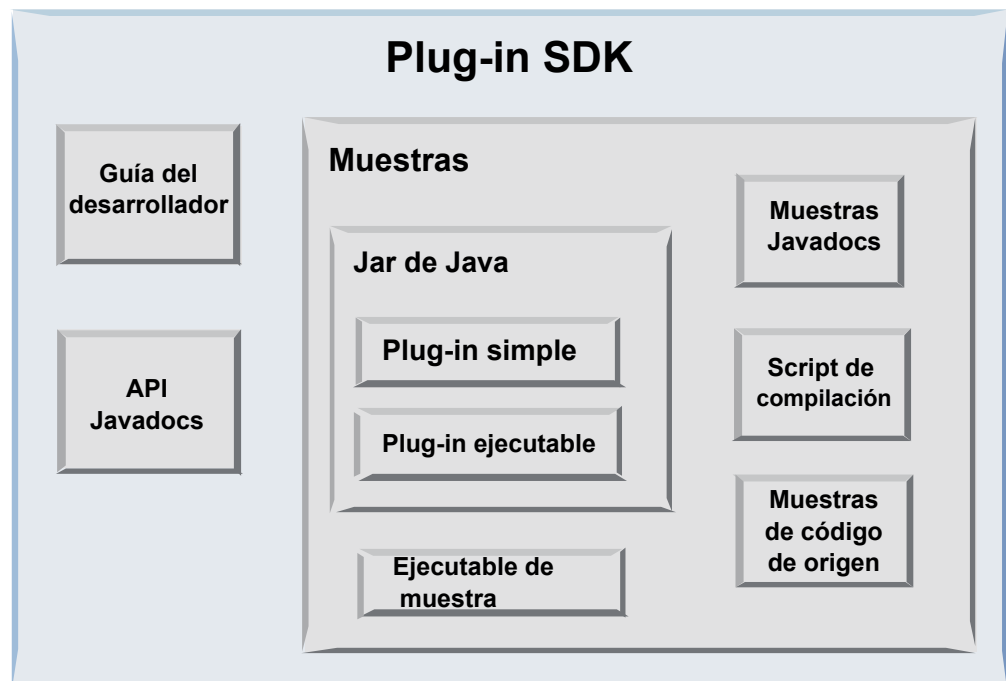 Plug-in SDK
Guía del
desarrollador
API
Javadocs
Muestras
Jar de Java
Plug-in simple
Plug-in ejecutable
Ejecutable de
muestra
Muestras
Javadocs
Script de
compilación
Muestras
de código
de origen